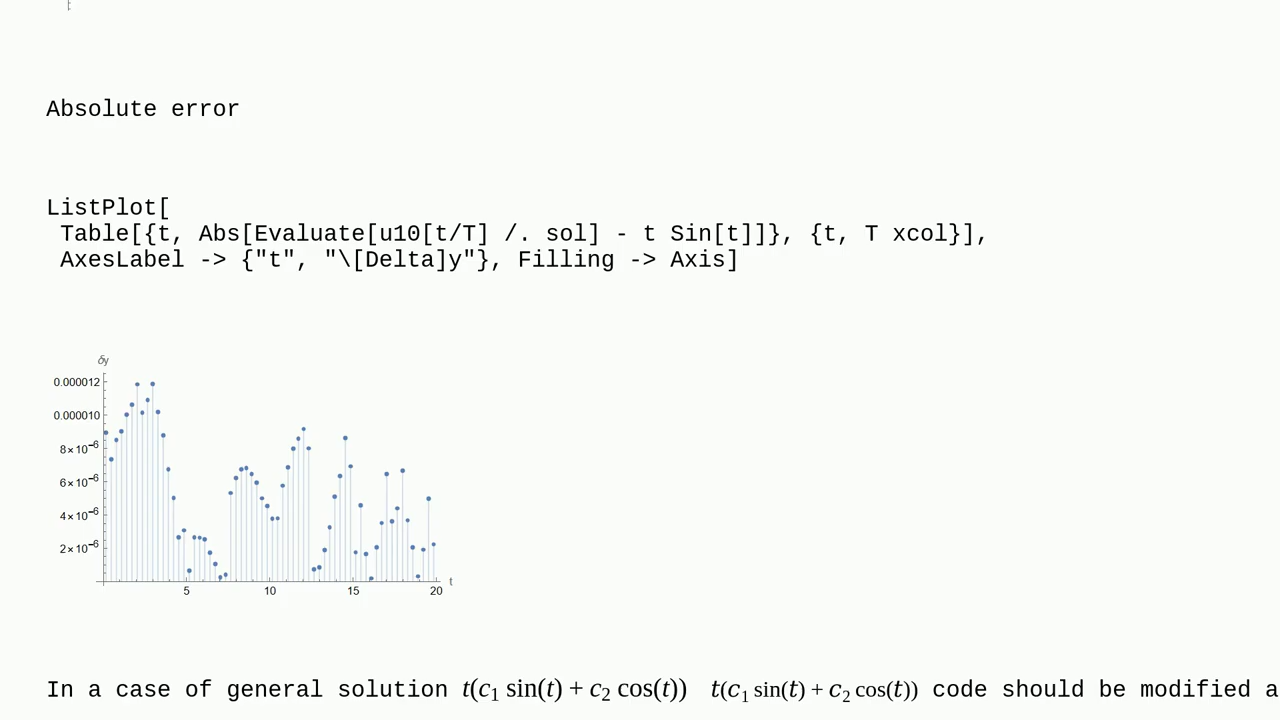 Absolute error
ListPlot[
Table[{t, Abs[Evaluate[u10[t/T] /. sol] - t Sin[t]]}, {t, T xcol}],
AxesLabel -> {"t", "\[Delta]y"}, Filling -> Axis]
δy
0.000012
0.000010
8×10⁻⁶
6×10⁻⁶
4×10⁻⁶
2×10⁻⁶
5 10 15 20 t
In a case of general solution t(c₁ sin(t) + c₂ cos(t)) t(c₁ sin(t) + c₂ cos(t)) code should be modified a